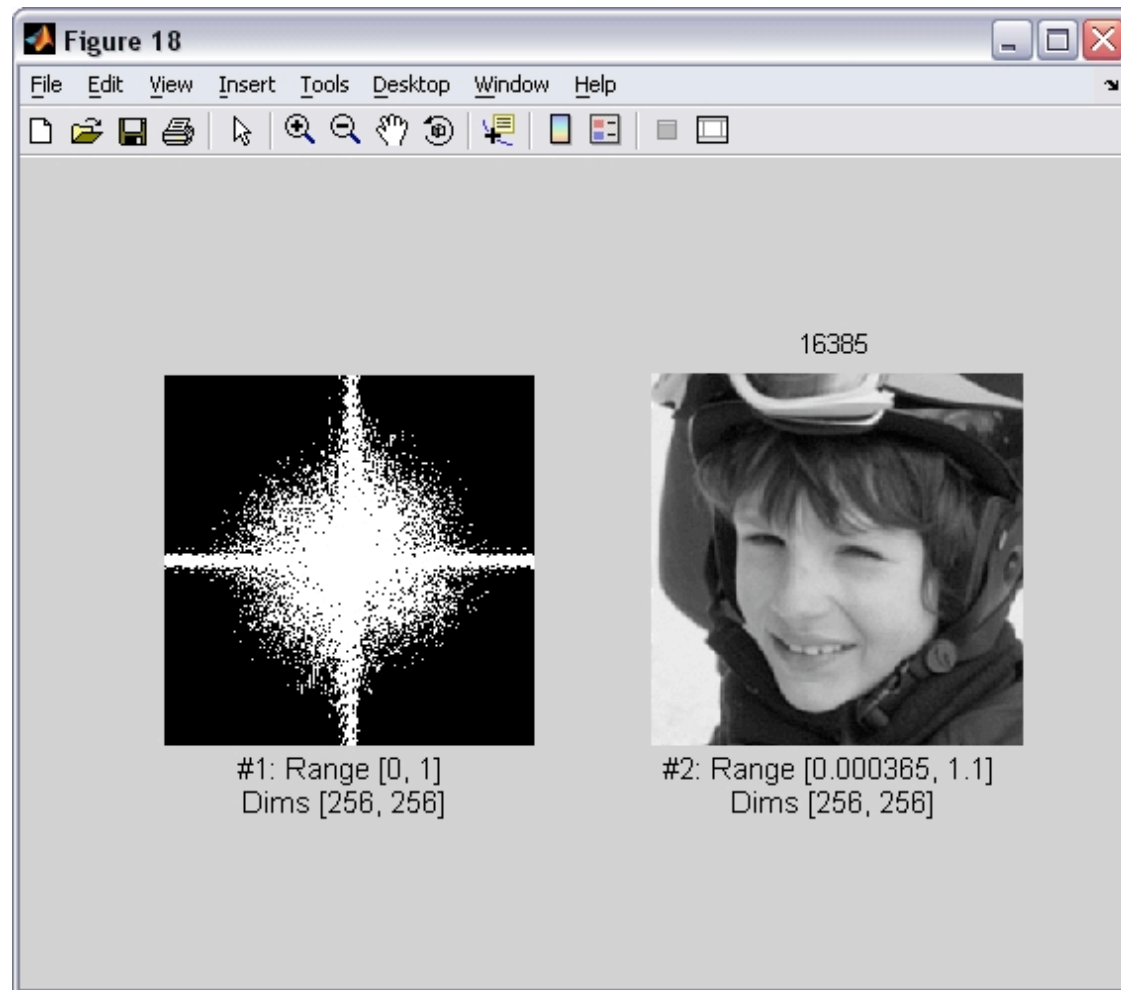 Figure 18
File Edit View Insert Tools Desktop Window Help
16385
#1: Range [0, 1]
Dims [256, 256]
#2: Range [0.000365, 1.1]
Dims [256, 256]